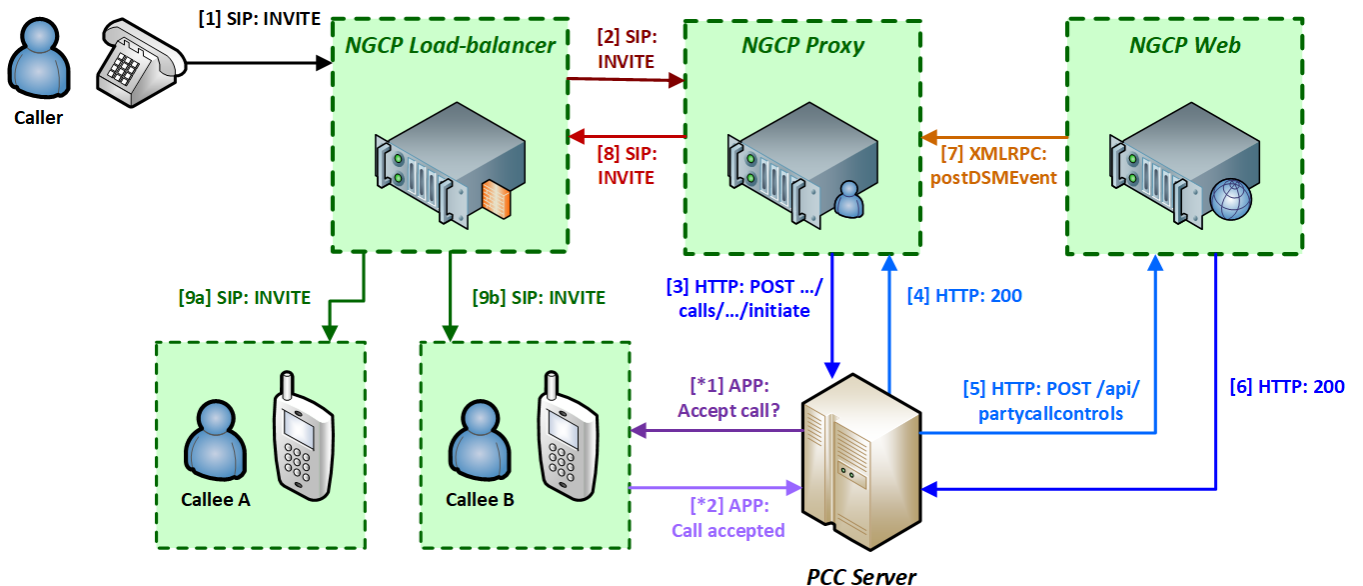 [1] SIP: INVITE
Caller
NGCP Load-balancer
[2] SIP:
INVITE
[8] SIP:
INVITE
NGCP Proxy
[7] XMLRPC:
postDSMEvent
NGCP Web
[9a] SIP: INVITE
[9b] SIP: INVITE
[3] HTTP: POST .../
calls/.../initiate
[4] HTTP: 200
[*1] APP:
Accept call?
[5] HTTP: POST /api/
partycallcontrols
[6] HTTP: 200
Callee A
Callee B
[*2] APP:
Call accepted
PCC Server